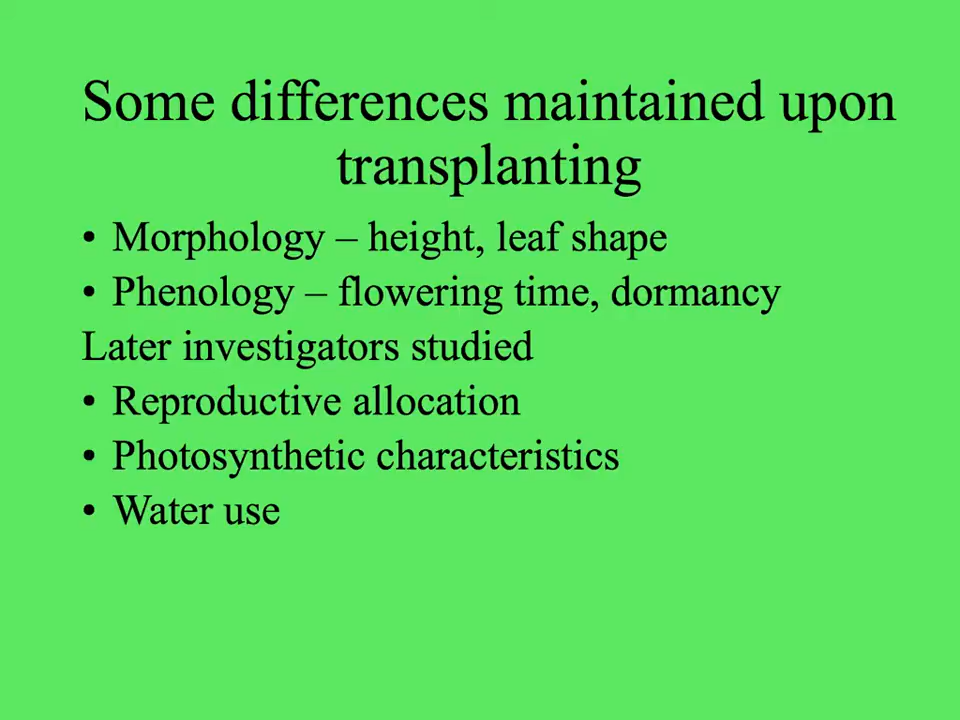 Some differences maintained upon
transplanting
• Morphology – height, leaf shape
• Phenology – flowering time, dormancy
Later investigators studied
• Reproductive allocation
• Photosynthetic characteristics
• Water use